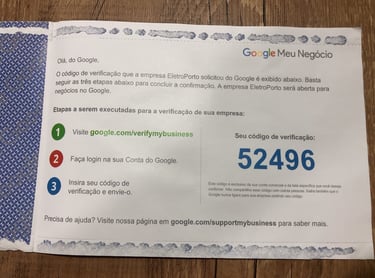 Google Meu Negócio
Olá, do Google,
O código de verificação que a empresa EletroPorto solicitou do Google é exibido abaixo. Basta
seguir as três etapas abaixo para concluir a confirmação. A empresa EletroPorto será aberta para
negócios no Google.
Etapas a serem executadas para a verificação de sua empresa:
1 Visite google.com/verifymybusiness
2 Faça login na sua Conta do Google.
3 Insira seu código de
verificação e envie-o.
Seu código de verificação:
52496
Precisa de ajuda? Visite nossa página em google.com/supportmybusiness para saber mais.